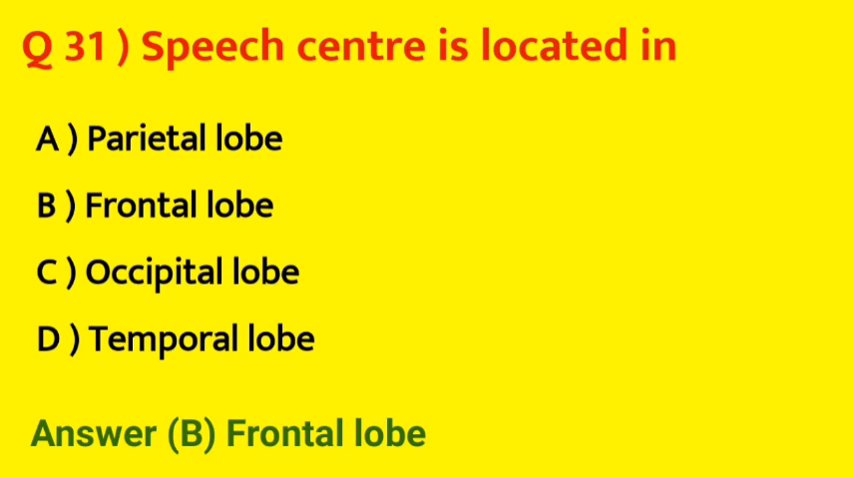 Q 31 ) Speech centre is located in
A ) Parietal lobe
B ) Frontal lobe
C ) Occipital lobe
D ) Temporal lobe
Answer (B) Frontal lobe